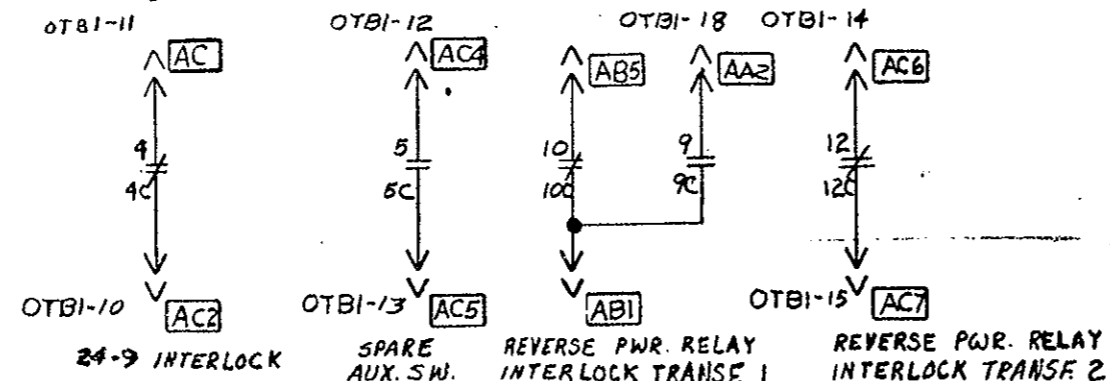 OTB1-11
OTB1-12
OTB1-18
OTB1-14
AC
AC4
AB5
AA2
AC6
4
4C
5
5C
10
10C
9
9C
12
12C
OTB1-10
AC2
OTB1-13
AC5
AB1
OTB1-15
AC7
24-9 INTERLOCK
SPARE
AUX. SW.
REVERSE PWR. RELAY
INTERLOCK TRANSF. 1
REVERSE PWR. RELAY
INTERLOCK TRANSF. 2